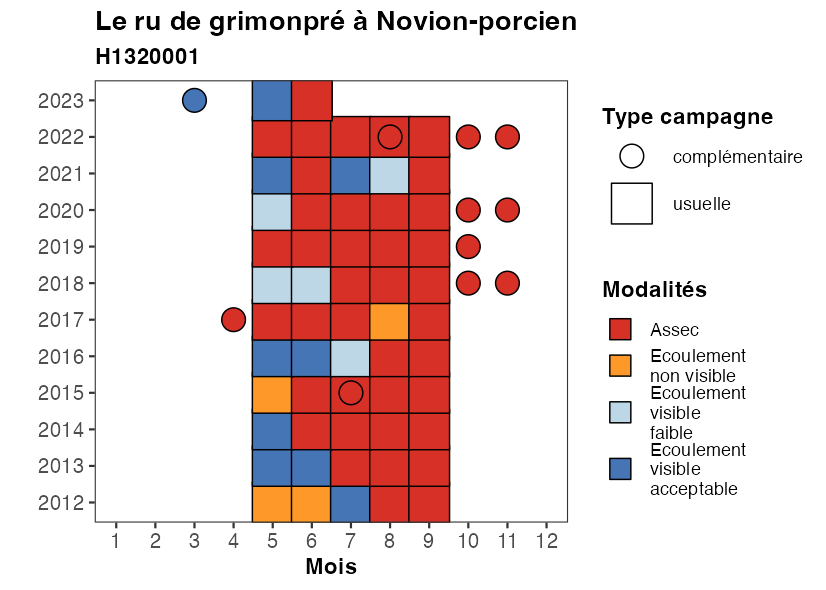 Le ru de grimonpré à Novion-porcien
H1320001
2023
2022
2021
2020
2019
2018
2017
2016
2015
2014
2013
2012
1 2 3 4 5 6 7 8 9 10 11 12
Mois
Type campagne
complémentaire
usuelle
Modalités
Assec
Ecoulement
non visible
Ecoulement
visible
faible
Ecoulement
visible
acceptable